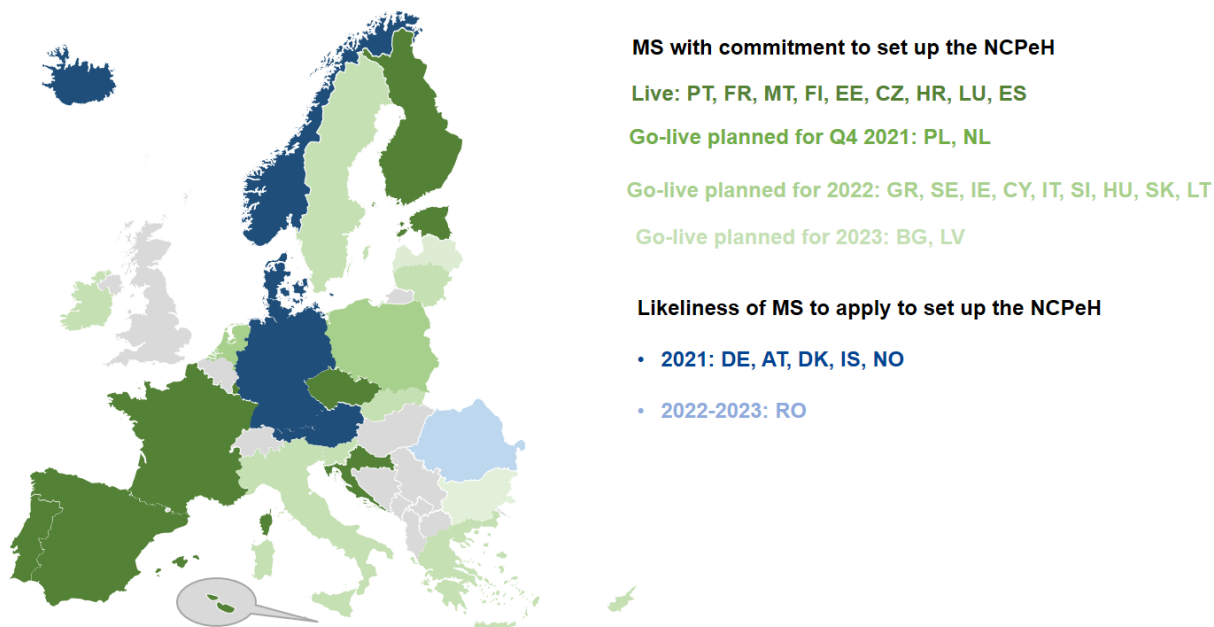 MS with commitment to set up the NCPeH
Live: PT, FR, MT, FI, EE, CZ, HR, LU, ES
Go-live planned for Q4 2021: PL, NL
Go-live planned for 2022: GR, SE, IE, CY, IT, SI, HU, SK, LT
Go-live planned for 2023: BG, LV
Likeliness of MS to apply to set up the NCPeH
• 2021: DE, AT, DK, IS, NO
• 2022-2023: RO